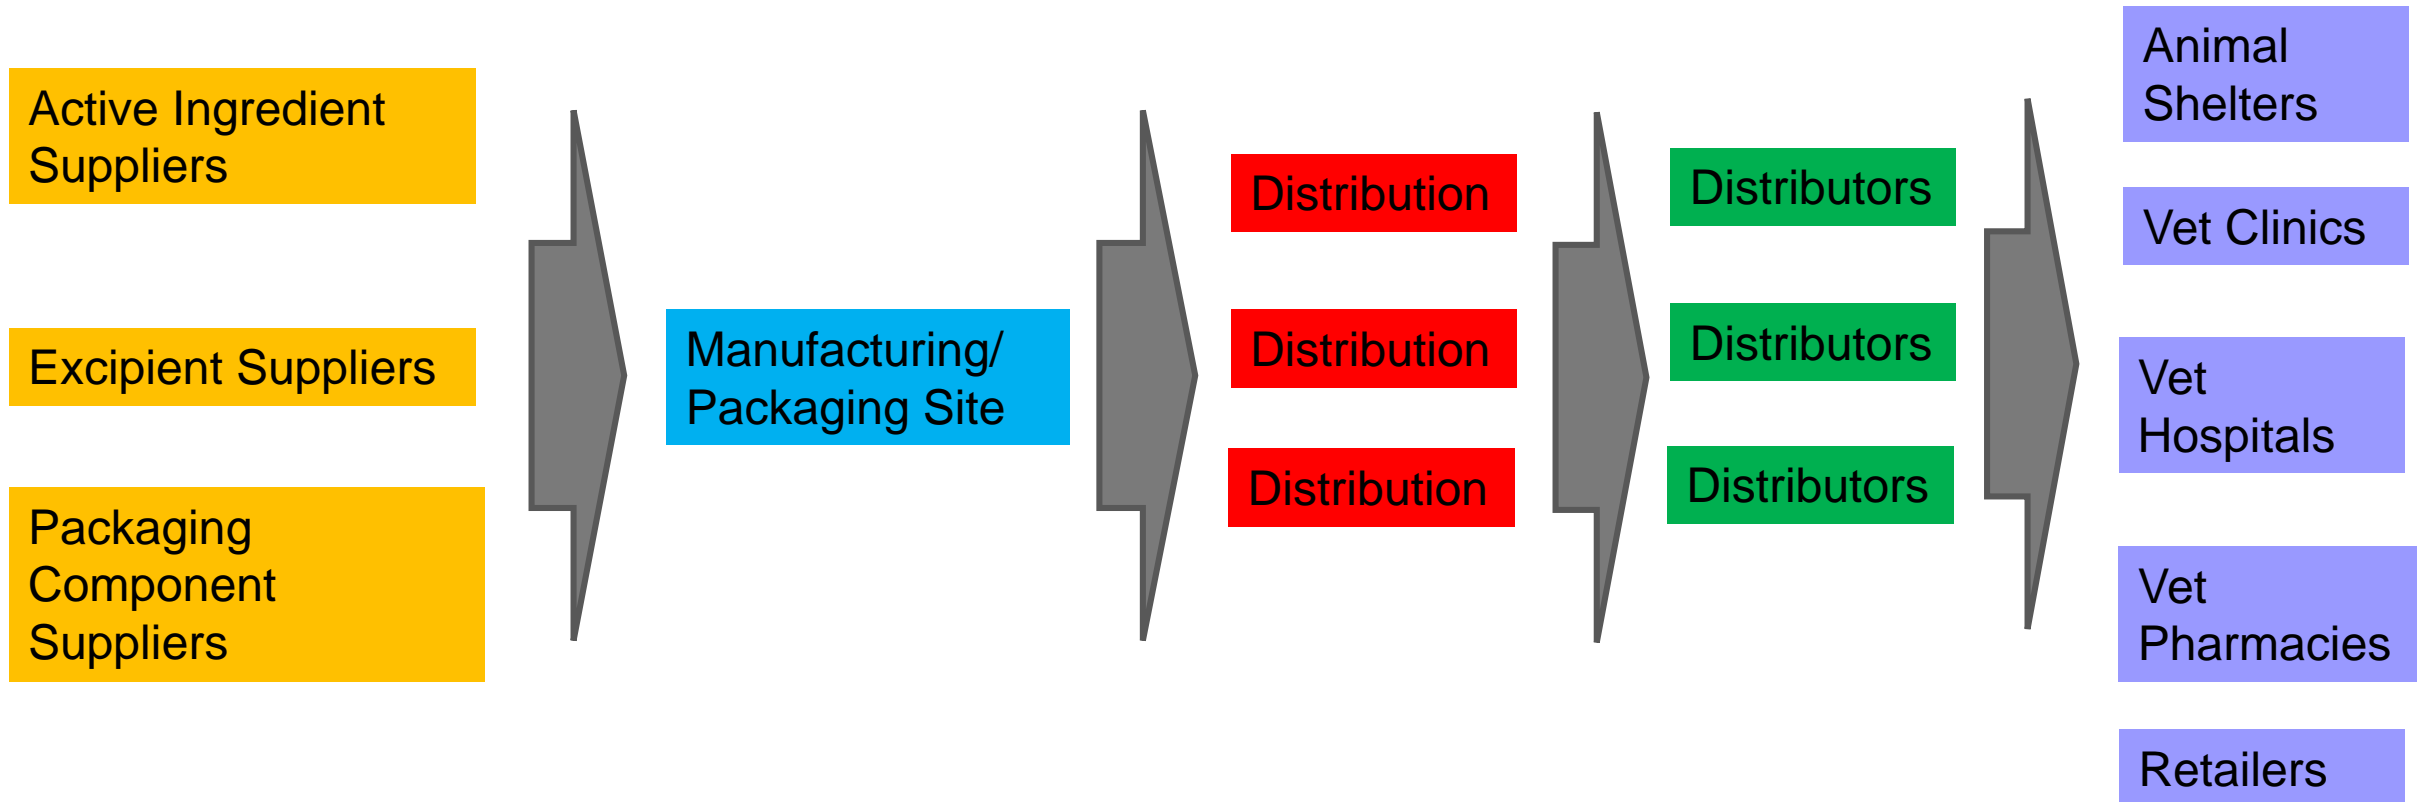 Active Ingredient
Suppliers
Excipient Suppliers
Packaging
Component
Suppliers
Manufacturing/
Packaging Site
Distribution
Distribution
Distribution
Distributors
Distributors
Distributors
Animal
Shelters
Vet Clinics
Vet
Hospitals
Vet
Pharmacies
Retailers